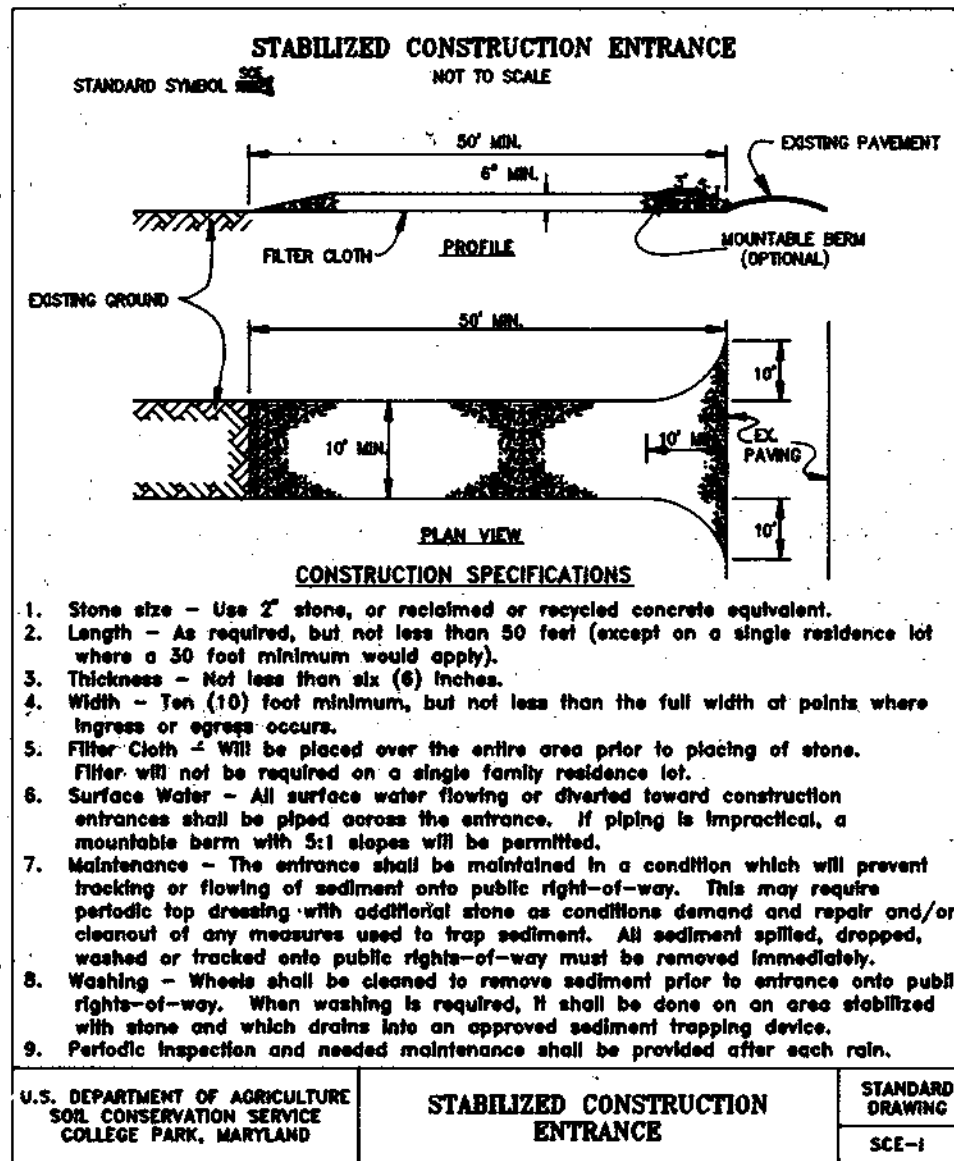 STABILIZED CONSTRUCTION ENTRANCE
NOT TO SCALE
STANDARD SYMBOL SCE
50' MIN.
EXISTING PAVEMENT
6" MIN.
FILTER CLOTH
PROFILE
MOUNTABLE BERM
(OPTIONAL)
EXISTING GROUND
50' MIN.
10'
10' MIN.
10'
EX.
PAVING
10'
PLAN VIEW
CONSTRUCTION SPECIFICATIONS
1. Stone size – Use 2" stone, or reclaimed or recycled concrete equivalent.
2. Length – As required, but not less than 50 feet (except on a single residence lot
where a 30 foot minimum would apply).
3. Thickness – Not less than six (6) inches.
4. Width – Ten (10) foot minimum, but not less than the full width at points where
ingress or egress occurs.
5. Filter Cloth – Will be placed over the entire area prior to placing of stone.
Filter will not be required on a single family residence lot.
6. Surface Water – All surface water flowing or diverted toward construction
entrances shall be piped across the entrance. If piping is impractical, a
mountable berm with 5:1 slopes will be permitted.
7. Maintenance – The entrance shall be maintained in a condition which will prevent
tracking or flowing of sediment onto public right-of-way. This may require
periodic top dressing with additional stone as conditions demand and repair and/or
cleanout of any measures used to trap sediment. All sediment spilled, dropped,
washed or tracked onto public rights-of-way must be removed immediately.
8. Washing – Wheels shall be cleaned to remove sediment prior to entrance onto publi
rights-of-way. When washing is required, it shall be done on an area stabilized
with stone and which drains into an approved sediment trapping device.
9. Periodic inspection and needed maintenance shall be provided after each rain.
U.S. DEPARTMENT OF AGRICULTURE
SOIL CONSERVATION SERVICE
COLLEGE PARK, MARYLAND
STABILIZED CONSTRUCTION
ENTRANCE
STANDARD
DRAWING
SCE-1